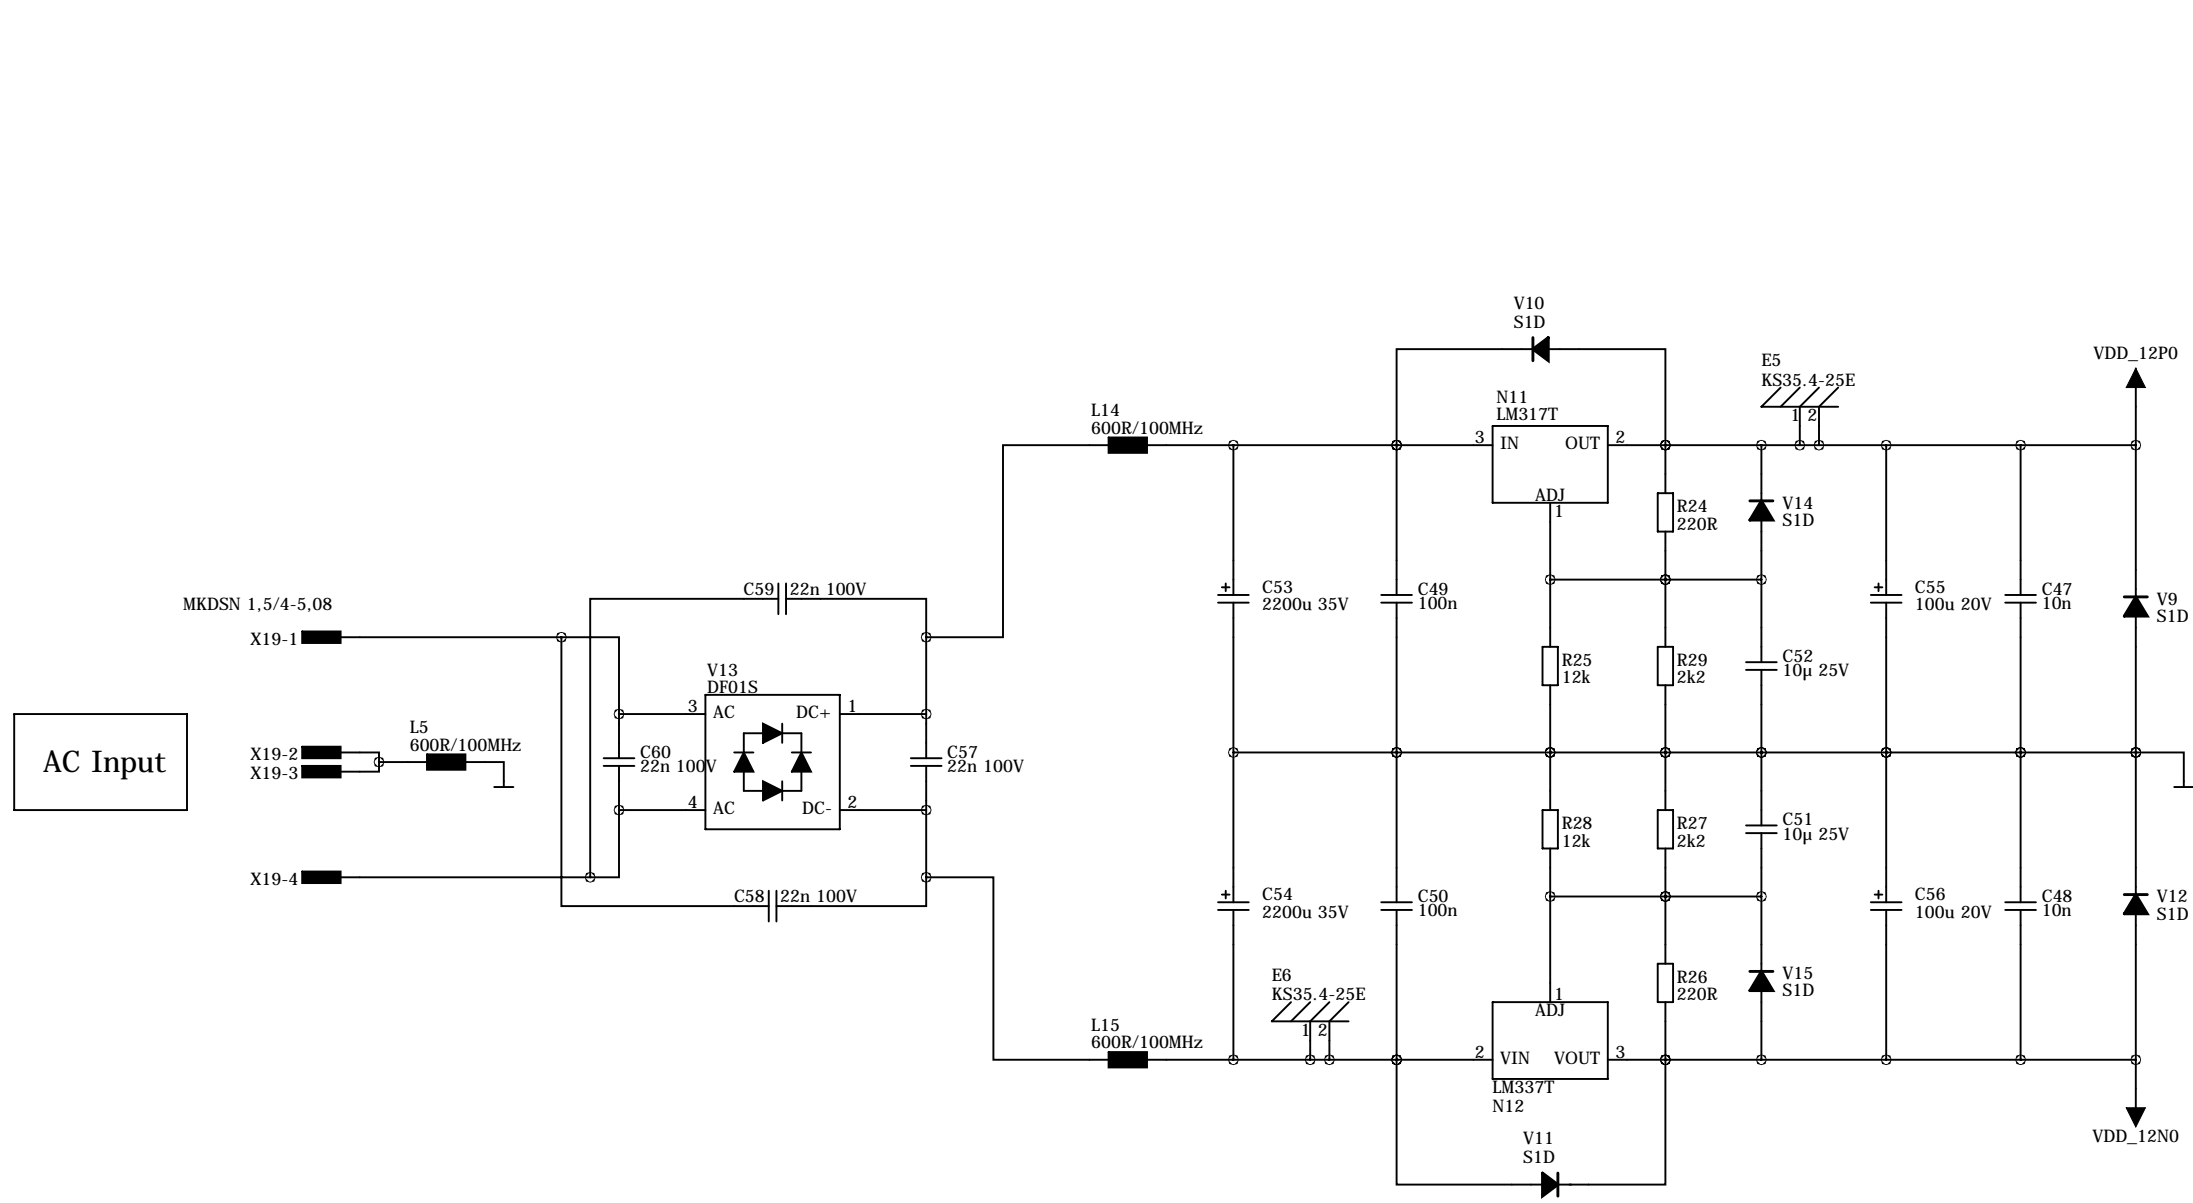 V10
S1D
E5
KS35.4-25E
1 2
VDD_12P0
N11
LM317T
L14
600R/100MHz
3 IN OUT 2
ADJ
1
R24
220R
V14
S1D
C59 22n 100V
C53
+ 2200u 35V
C49
100n
C55
+ 100u 20V
C47
10n
V9
S1D
MKDSN 1,5/4-5,08
X19-1
V13
DF01S
R25
12k
R29
2k2
C52
10µ 25V
3 AC DC+ 1
L5
600R/100MHz
AC Input
X19-2
X19-3
C60
22n 100V
C57
22n 100V
4 AC DC- 2
R28
12k
R27
2k2
C51
10µ 25V
X19-4
C58 22n 100V
C54
+ 2200u 35V
C50
100n
C56
+ 100u 20V
C48
10n
V12
S1D
E6
KS35.4-25E
1 2
R26
220R
V15
S1D
1
ADJ
L15
600R/100MHz
2 VIN VOUT 3
LM337T
N12
V11
S1D
VDD_12N0